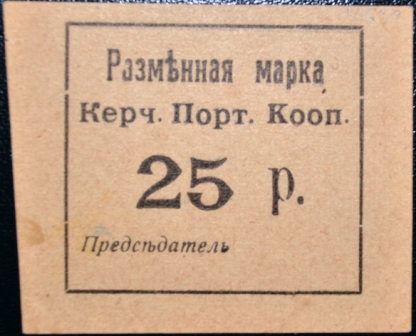 Размѣнная марка
Керч. Порт. Кооп.
25 р.
Предсѣдатель